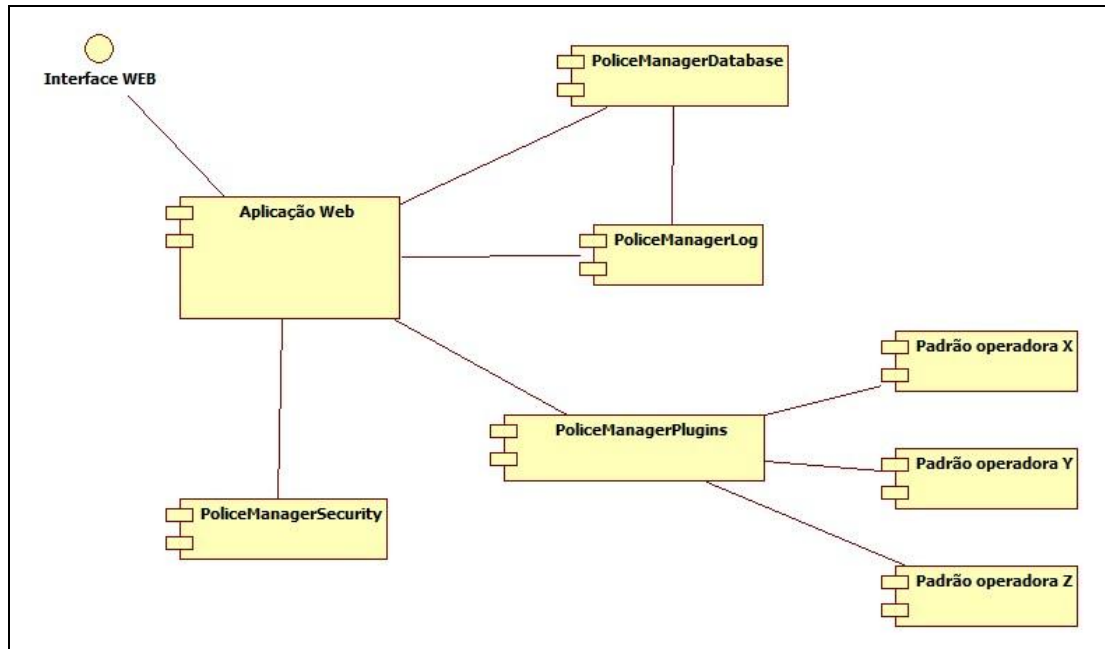 Interface WEB
PoliceManagerDatabase
Aplicação Web
PoliceManagerLog
Padrão operadora X
PoliceManagerPlugins
Padrão operadora Y
PoliceManagerSecurity
Padrão operadora Z